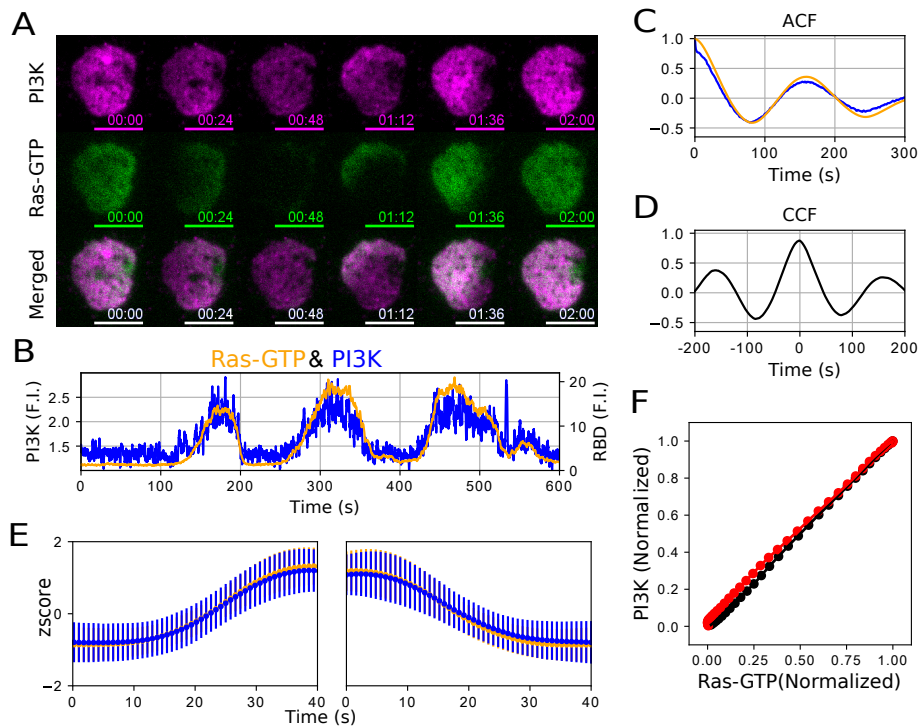 A
PI3K
00:00 00:24 00:48 01:12 01:36 02:00
Ras-GTP
00:00 00:24 00:48 01:12 01:36 02:00
Merged
00:00 00:24 00:48 01:12 01:36 02:00
B
Ras-GTP & PI3K
PI3K (F.I.)
2.5
2.0
1.5
20
10
0
RBD (F.I.)
0 100 200 300 400 500 600
Time (s)
C
ACF
1.0
0.5
0.0
−0.5
0 100 200 300
Time (s)
D
CCF
1.0
0.5
0.0
−0.5
-200 -100 0 100 200
Time (s)
E
zscore
2
0
−2
0 10 20 30 40
0 10 20 30 40
Time (s)
F
PI3K (Normalized)
1.0
0.8
0.6
0.4
0.2
0.0
0.00 0.25 0.50 0.75 1.00
Ras-GTP(Normalized)